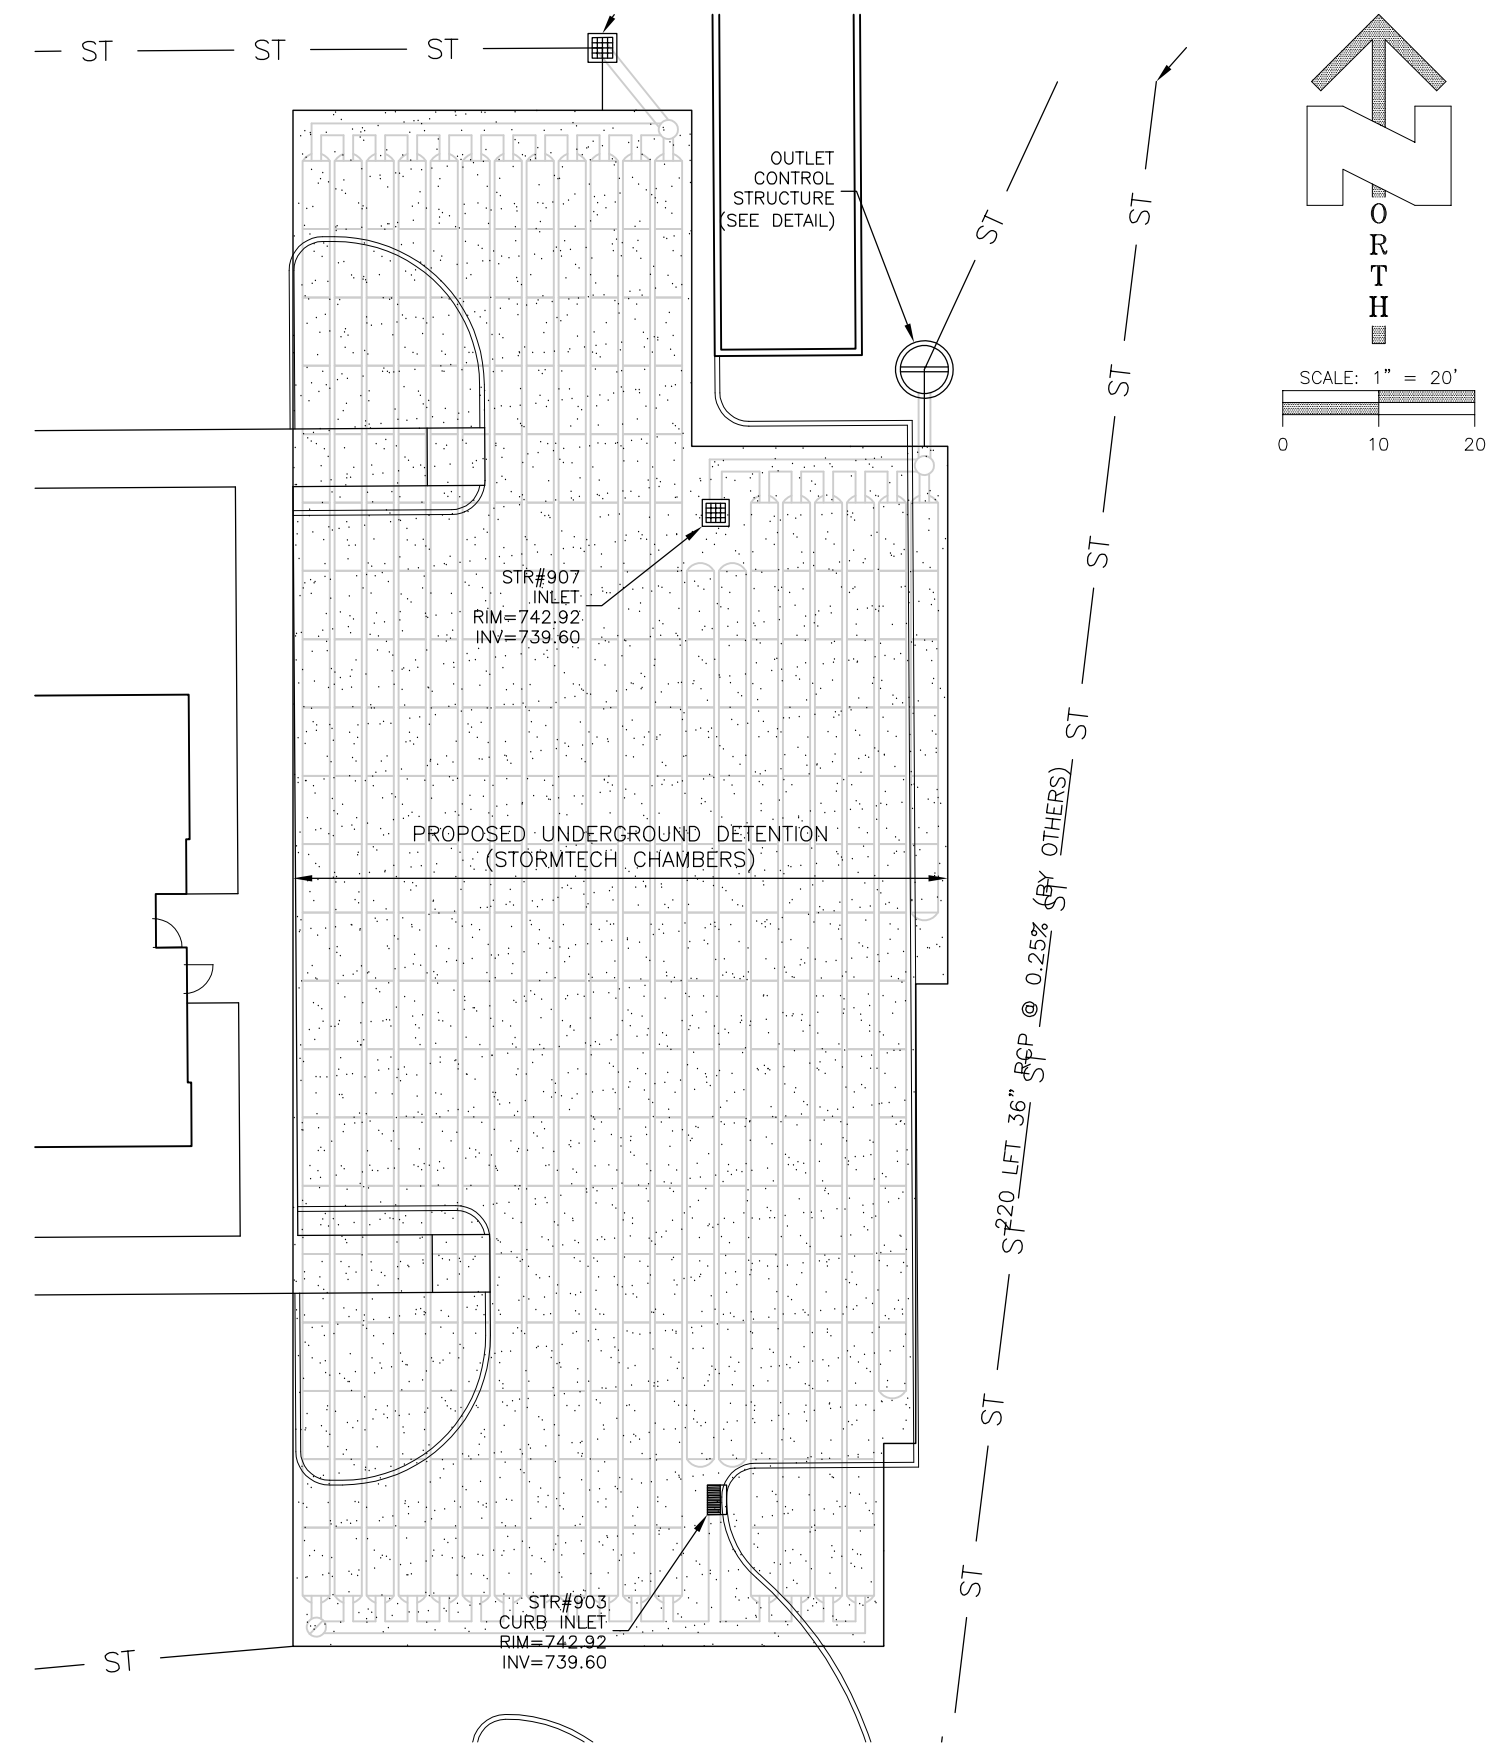 ST ST ST
OUTLET
CONTROL
STRUCTURE
(SEE DETAIL)
ST
ST
O
R
T
H
SCALE: 1" = 20'
0 10 20
ST
ST
STR#907
INLET
RIM=742.92
INV=739.60
ST
PROPOSED UNDERGROUND DETENTION
(STORMTECH CHAMBERS)
220 LFT 36" RCP @ 0.25% (BY OTHERS)
ST
ST
ST
ST
ST
STR#903
CURB INLET
RIM=742.92
INV=739.60
ST